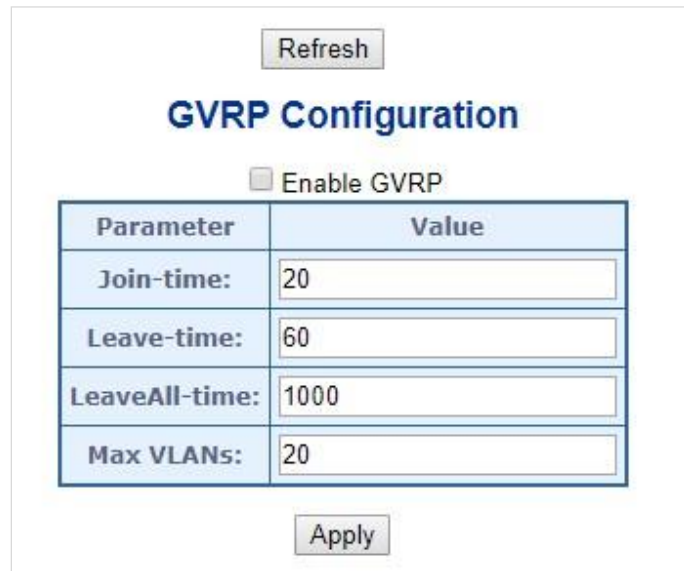 Refresh
GVRP Configuration
Enable GVRP
Parameter Value
Join-time: 20
Leave-time: 60
LeaveAll-time: 1000
Max VLANs: 20
Apply